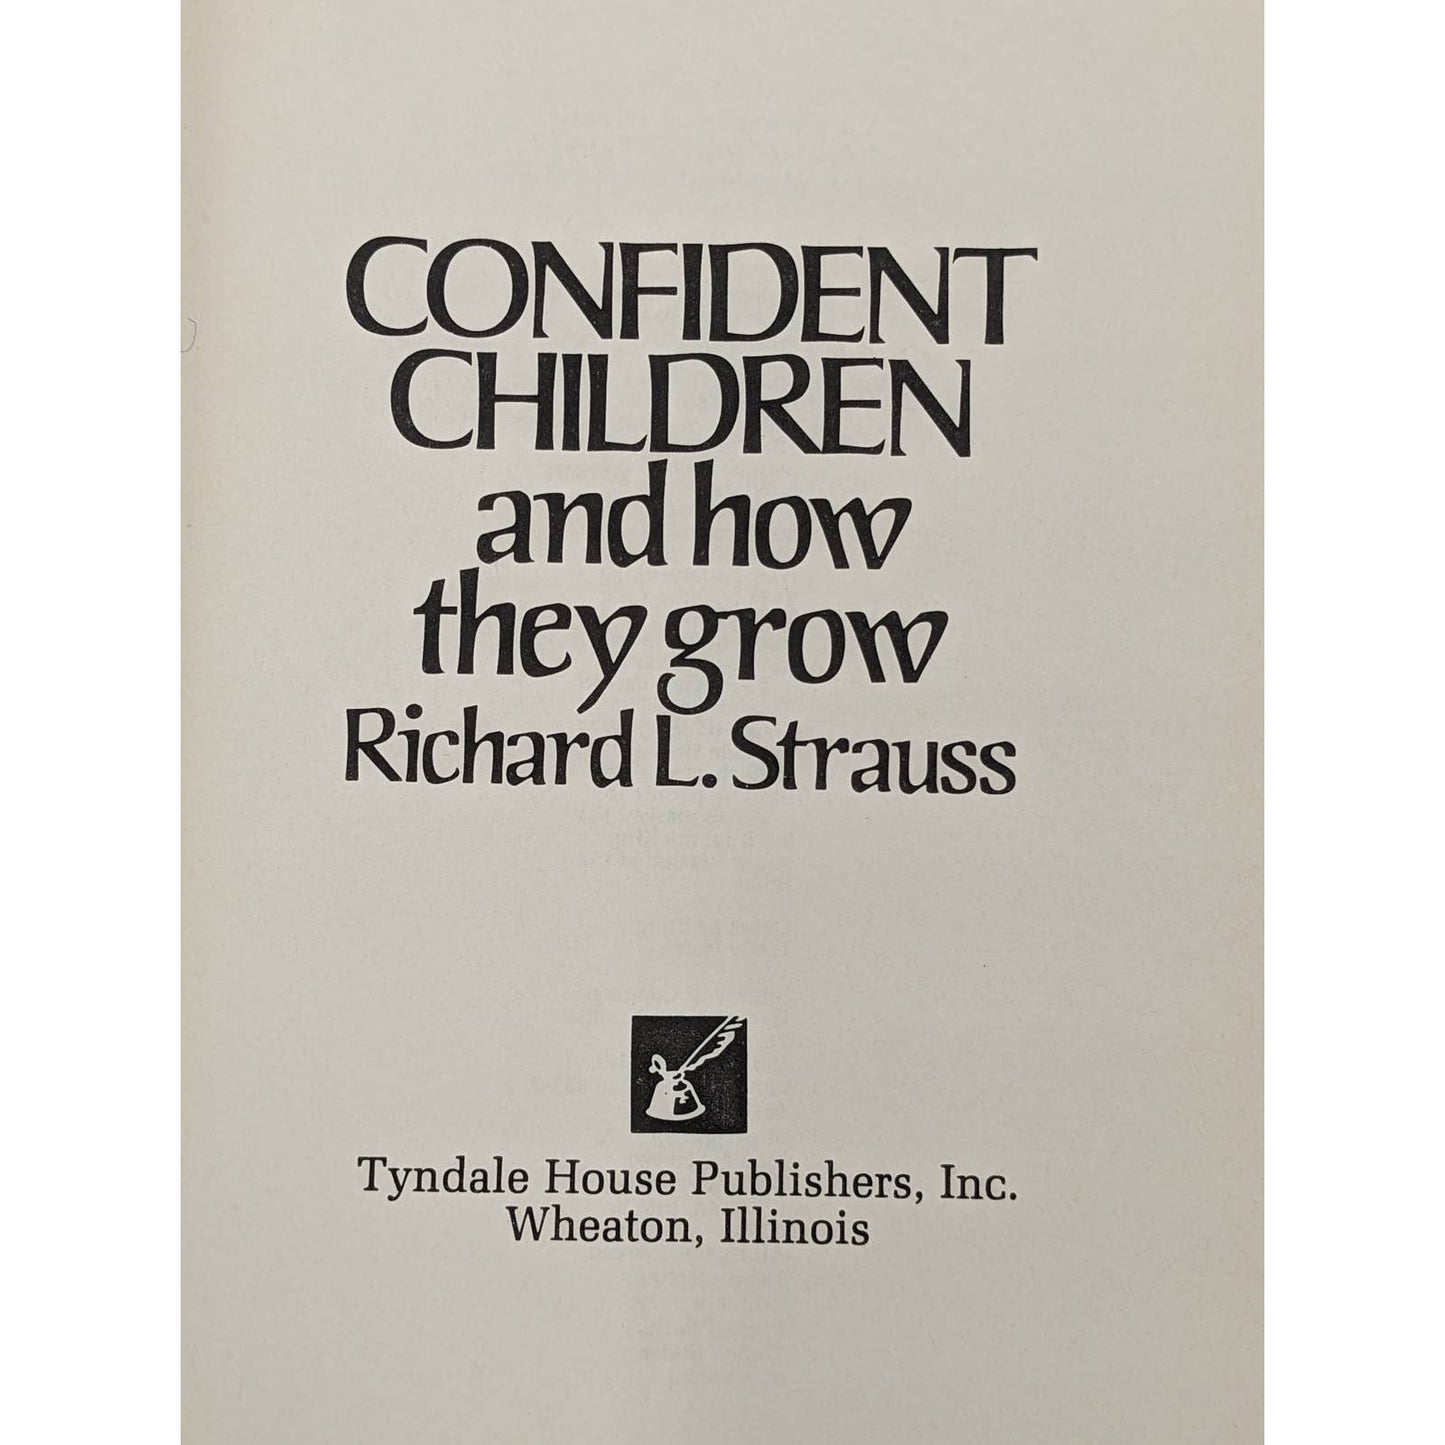 CONFIDENT
CHILDREN
and how
they grow
Richard L. Strauss
Tyndale House Publishers, Inc.
Wheaton, Illinois